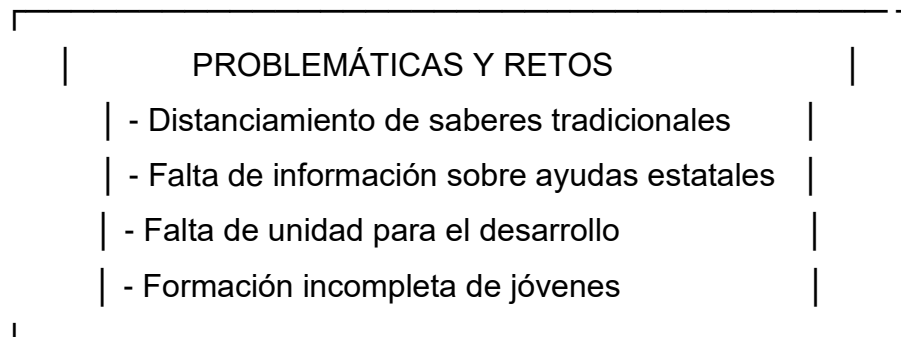 PROBLEMÁTICAS Y RETOS
- Distanciamiento de saberes tradicionales
- Falta de información sobre ayudas estatales
- Falta de unidad para el desarrollo
- Formación incompleta de jóvenes